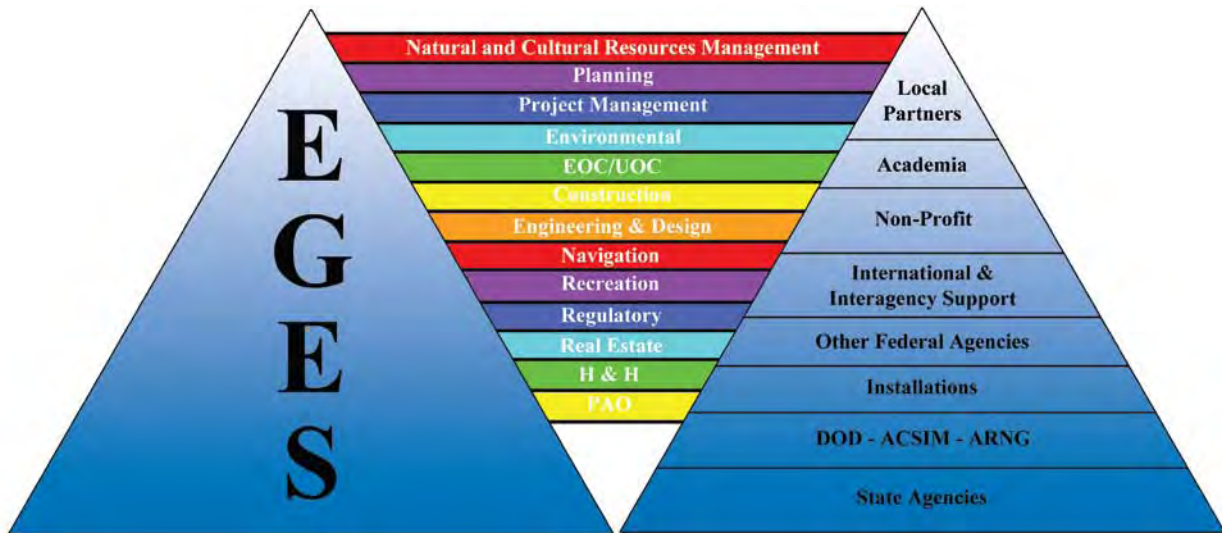 E
G
E
S
Natural and Cultural Resources Management
Planning
Project Management
Environmental
EOC/UOC
Construction
Engineering & Design
Navigation
Recreation
Regulatory
Real Estate
H & H
PAO
Local
Partners
Academia
Non-Profit
International &
Interagency Support
Other Federal Agencies
Installations
DOD - ACSIM - ARNG
State Agencies